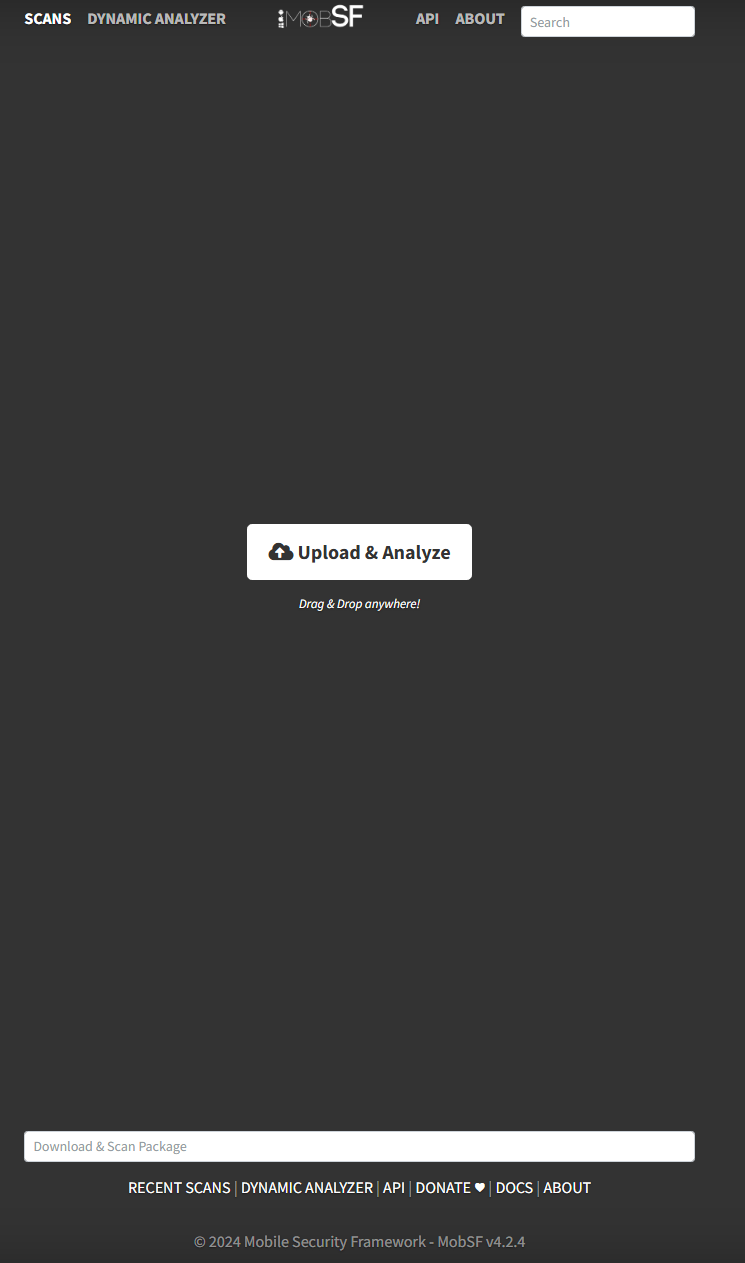 SCANS DYNAMIC ANALYZER MOBSF API ABOUT Search
Upload & Analyze
Drag & Drop anywhere!
Download & Scan Package
RECENT SCANS | DYNAMIC ANALYZER | API | DONATE ♥ | DOCS | ABOUT
© 2024 Mobile Security Framework - MobSF v4.2.4